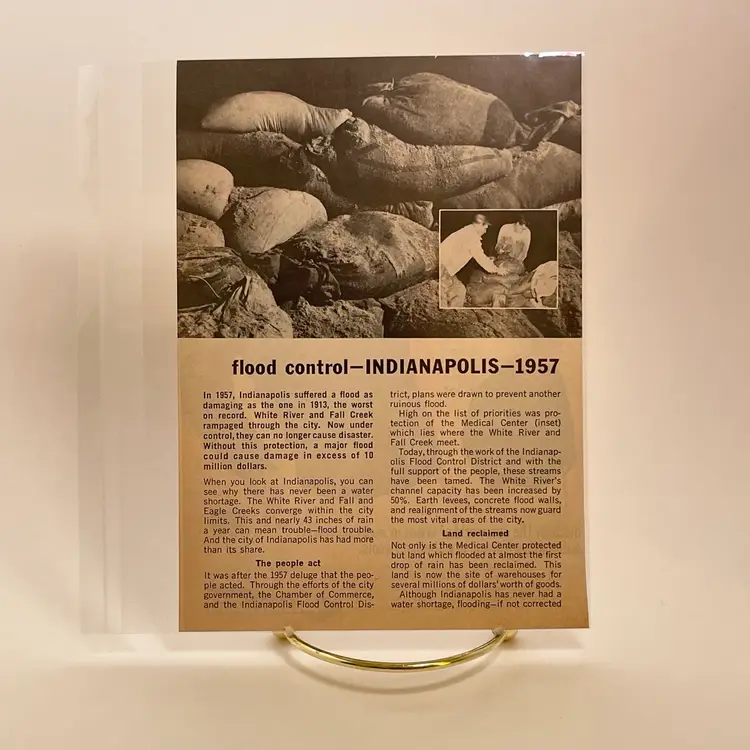 flood control—INDIANAPOLIS—1957
In 1957, Indianapolis suffered a flood as
damaging as the one in 1913, the worst
on record. White River and Fall Creek
rampaged through the city. Now under
control, they can no longer cause disaster.
Without this protection, a major flood
could cause damage in excess of 10
million dollars.
When you look at Indianapolis, you can
see why there has never been a water
shortage. The White River and Fall and
Eagle Creeks converge within the city
limits. This and nearly 43 inches of rain
a year can mean trouble—flood trouble.
And the city of Indianapolis has had more
than its share.
The people act
It was after the 1957 deluge that the peo-
ple acted. Through the efforts of the city
government, the Chamber of Commerce,
and the Indianapolis Flood Control Dis-
trict, plans were drawn to prevent another
ruinous flood.
High on the list of priorities was pro-
tection of the Medical Center (inset)
which lies where the White River and
Fall Creek meet.
Today, through the work of the Indianap-
olis Flood Control District and with the
full support of the people, these streams
have been tamed. The White River's
channel capacity has been increased by
50%. Earth levees, concrete flood walls,
and realignment of the streams now guard
the most vital areas of the city.
Land reclaimed
Not only is the Medical Center protected
but land which flooded at almost the first
drop of rain has been reclaimed. This
land is now the site of warehouses for
several millions of dollars' worth of goods.
Although Indianapolis has never had a
water shortage, flooding—if not corrected